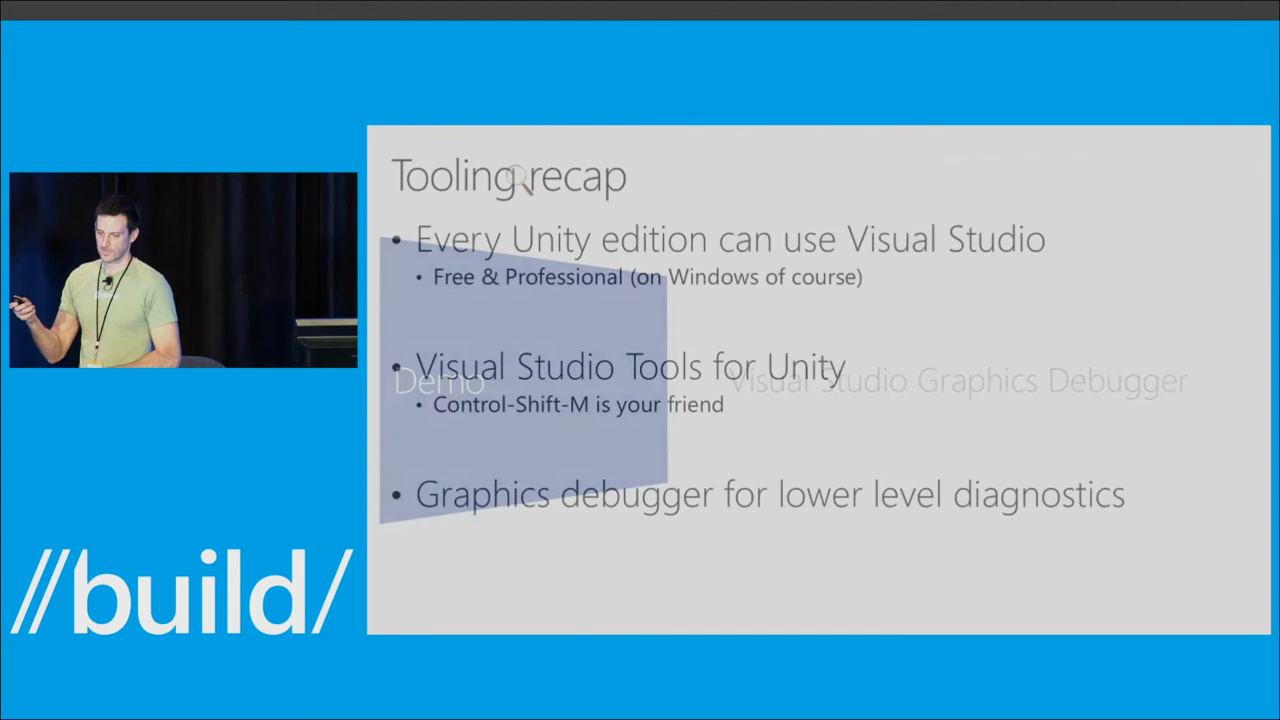 Tooling recap
• Every Unity edition can use Visual Studio
• Free & Professional (on Windows of course)
• Visual Studio Tools for Unity
Demo
Visual Studio Graphics Debugger
• Control-Shift-M is your friend
• Graphics debugger for lower level diagnostics
//build/